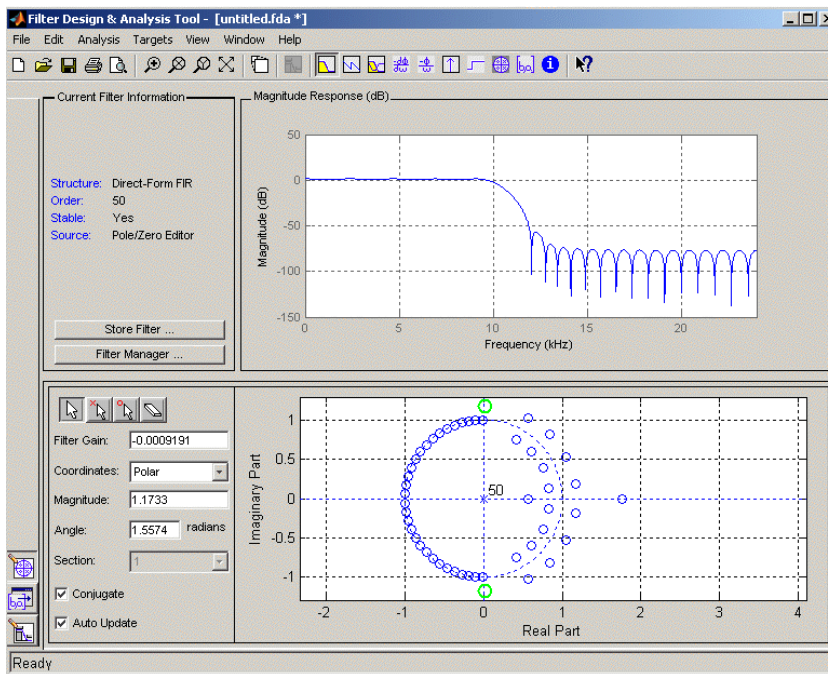 Filter Design & Analysis Tool - [untitled.fda *]
File Edit Analysis Targets View Window Help
Current Filter Information
Structure: Direct-Form FIR
Order: 50
Stable: Yes
Source: Pole/Zero Editor
Store Filter ...
Filter Manager ...
Magnitude Response (dB)
Magnitude (dB)
50
0
-50
-100
-150
0 5 10 15 20
Frequency (kHz)
Filter Gain: -0.0009191
Coordinates: Polar
Magnitude: 1.1733
Angle: 1.5574 radians
Section: 1
Conjugate
Auto Update
Imaginary Part
1
0.5
0
-0.5
-1
50
-2 -1 0 1 2 3 4
Real Part
Ready